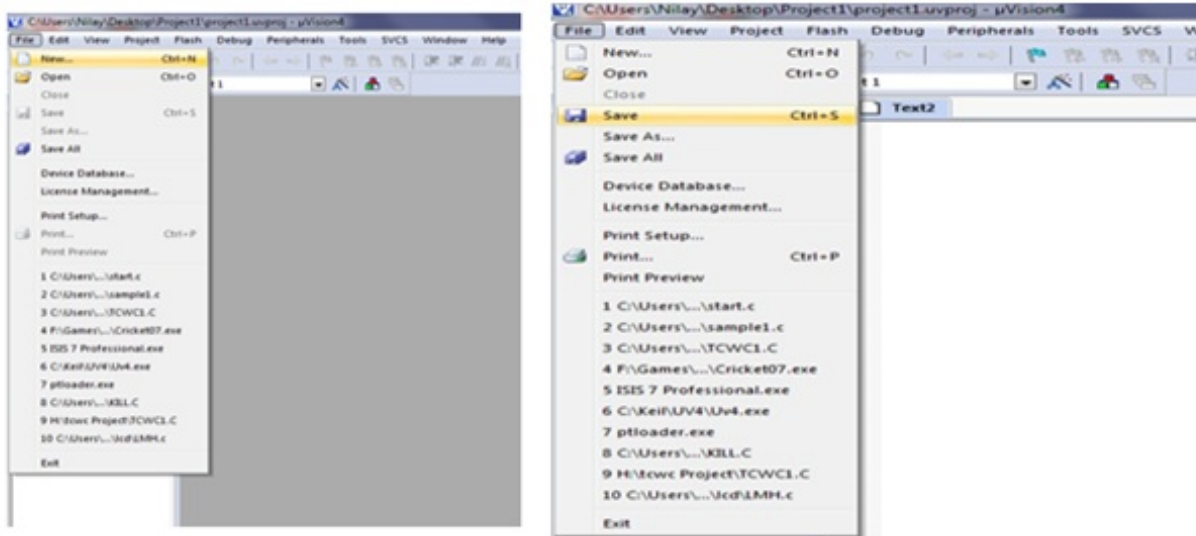 C:\Users\Nilay\Desktop\Project1\project1.uvproj - µVision4
File Edit View Project Flash Debug Peripherals Tools SVCS Window Help
New... Ctrl+N
Open Ctrl+O
Close
Save Ctrl+S
Save As...
Save All
Device Database...
License Management...
Print Setup...
Print... Ctrl+P
Print Preview
1 C:\Users\...\start.c
2 C:\Users\...\sample1.c
3 C:\Users\...\TCWC1.C
4 F:\Games\...\Cricket07.exe
5 ISIS 7 Professional.exe
6 C:\Keil\UV4\Uv4.exe
7 ptloader.exe
8 C:\Users\...\KILL.C
9 H:\tcwc Project\TCWC1.C
10 C:\Users\...\lcd\LMH.c
Exit
t 1
C:\Users\Nilay\Desktop\Project1\project1.uvproj - µVision4
File Edit View Project Flash Debug Peripherals Tools SVCS W
New... Ctrl+N
Open Ctrl+O
t 1
Close
Save Ctrl+S
Text2
Save As...
Save All
Device Database...
License Management...
Print Setup...
Print... Ctrl+P
Print Preview
1 C:\Users\...\start.c
2 C:\Users\...\sample1.c
3 C:\Users\...\TCWC1.C
4 F:\Games\...\Cricket07.exe
5 ISIS 7 Professional.exe
6 C:\Keil\UV4\Uv4.exe
7 ptloader.exe
8 C:\Users\...\KILL.C
9 H:\tcwc Project\TCWC1.C
10 C:\Users\...\lcd\LMH.c
Exit